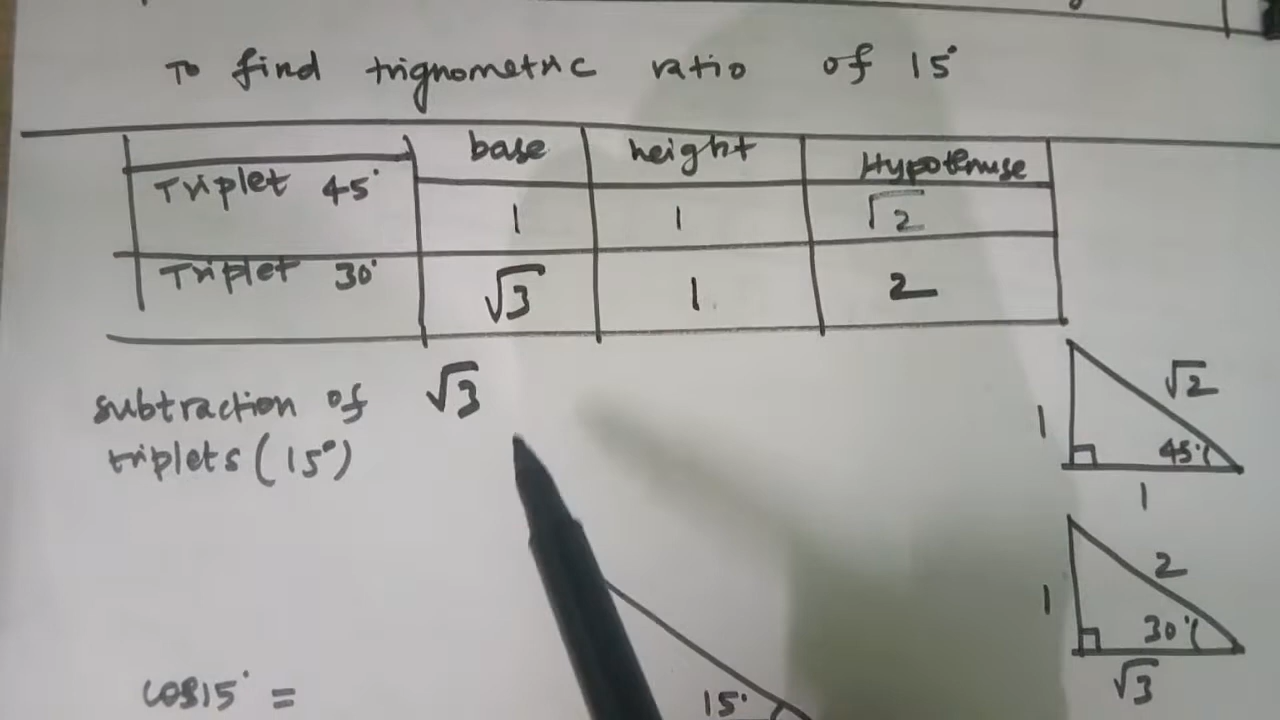 To find trignometric ratio of 15°
base height Hypotenuse
Triplet 45° 1 1 √2
Triplet 30° √3 1 2
subtraction of √3
triplets (15°)
√2
1
45°
1
2
1
30°
√3
cos15° =
15°